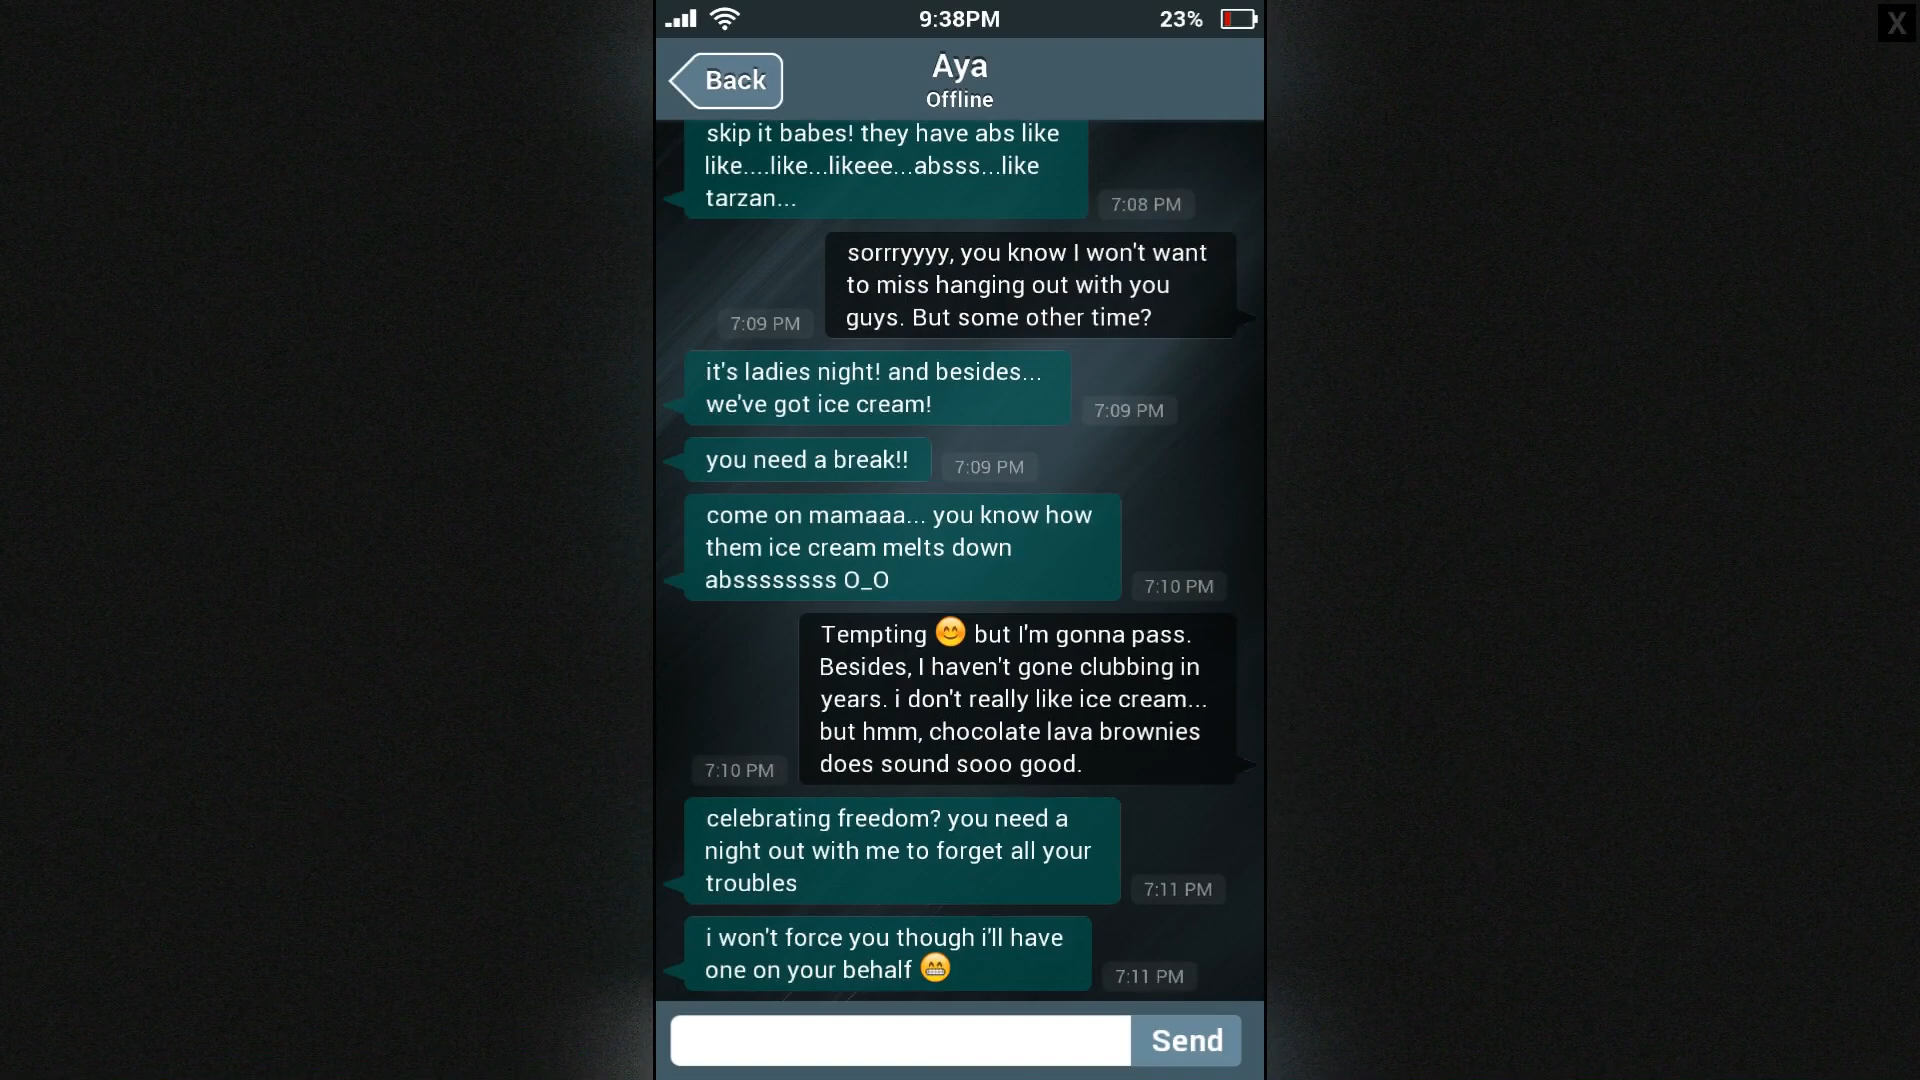 9:38PM
23%
X
Back
Aya
Offline
skip it babes! they have abs like
like....like...likeee...absss...like
tarzan...
7:08 PM
sorrryyyy, you know I won't want
to miss hanging out with you
guys. But some other time?
7:09 PM
it's ladies night! and besides...
we've got ice cream!
7:09 PM
you need a break!!
7:09 PM
come on mamaaa... you know how
them ice cream melts down
abssssssss O_O
7:10 PM
Tempting 😊 but I'm gonna pass.
Besides, I haven't gone clubbing in
years. i don't really like ice cream...
but hmm, chocolate lava brownies
does sound sooo good.
7:10 PM
celebrating freedom? you need a
night out with me to forget all your
troubles
7:11 PM
i won't force you though i'll have
one on your behalf 😁
7:11 PM
Send